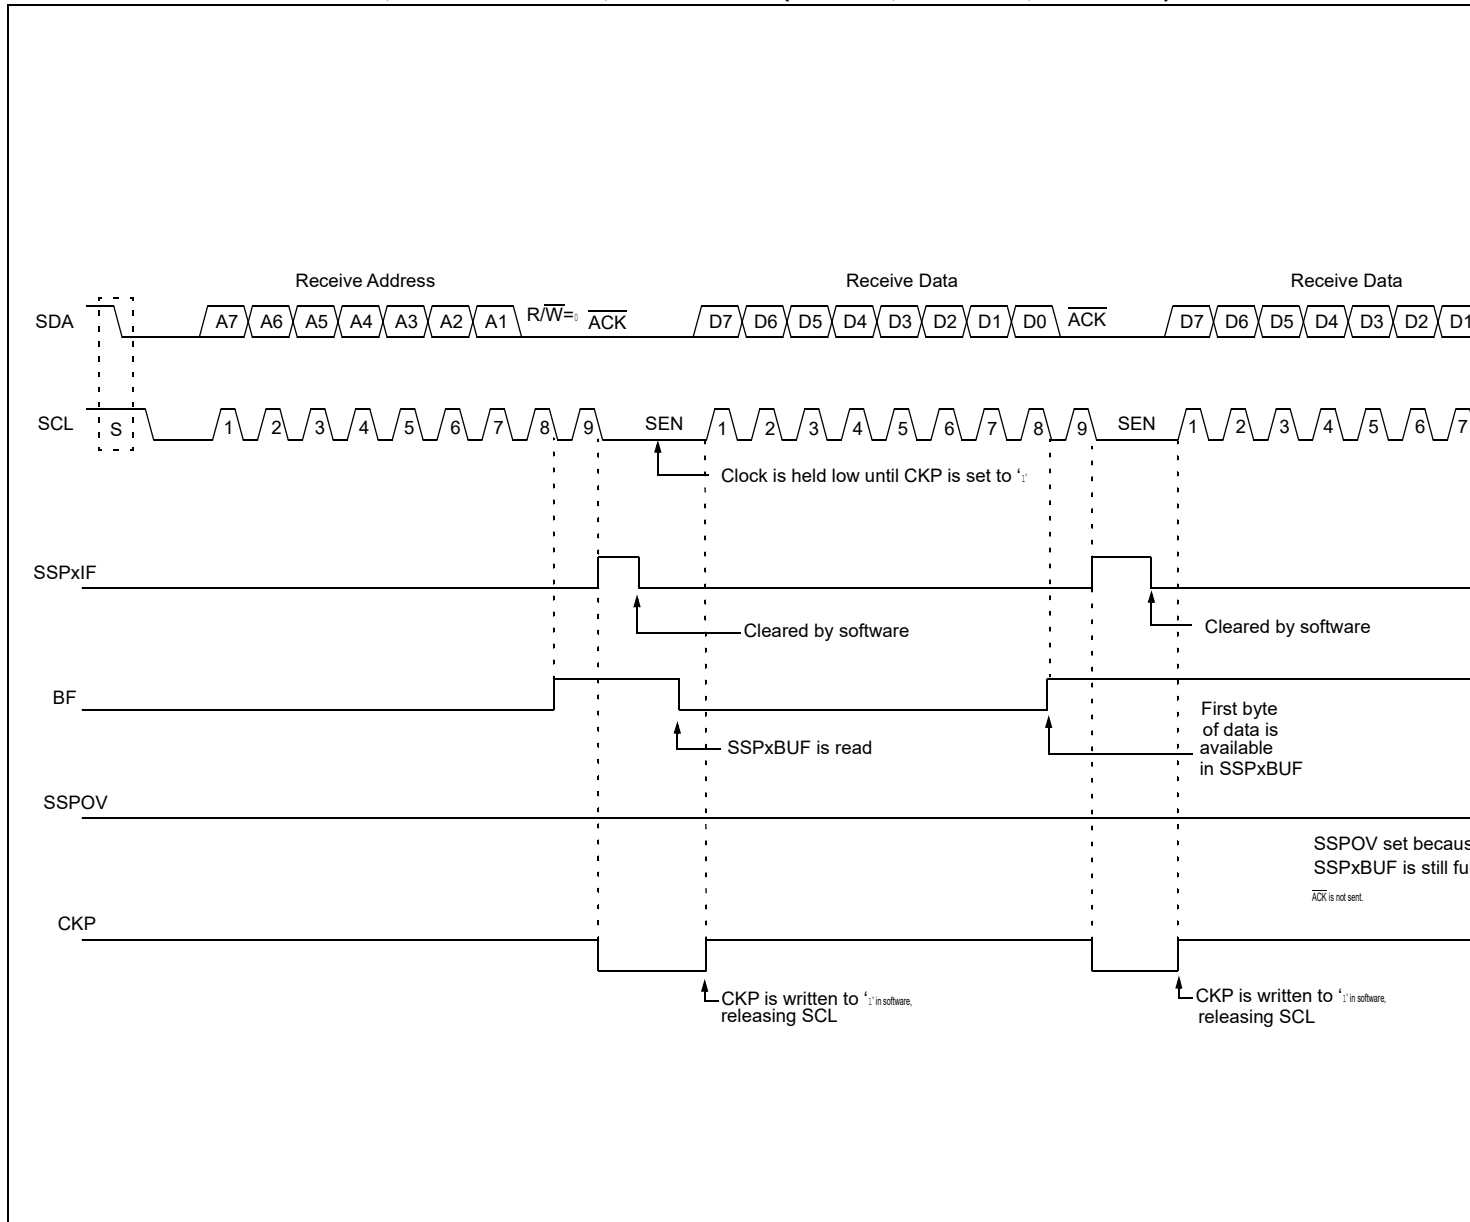 Receive Address Receive Data Receive Data
SDA A7 A6 A5 A4 A3 A2 A1 R/W=0 ACK D7 D6 D5 D4 D3 D2 D1 D0 ACK D7 D6 D5 D4 D3 D2 D1
SCL S 1 2 3 4 5 6 7 8 9 SEN 1 2 3 4 5 6 7 8 9 SEN 1 2 3 4 5 6 7
Clock is held low until CKP is set to ‘1’
SSPxIF
Cleared by software Cleared by software
BF
SSPxBUF is read
First byte
of data is
available
in SSPxBUF
SSPOV
SSPOV set becaus
SSPxBUF is still fu
ACK is not sent.
CKP
CKP is written to ‘1’ in software,
releasing SCL
CKP is written to ‘1’ in software,
releasing SCL